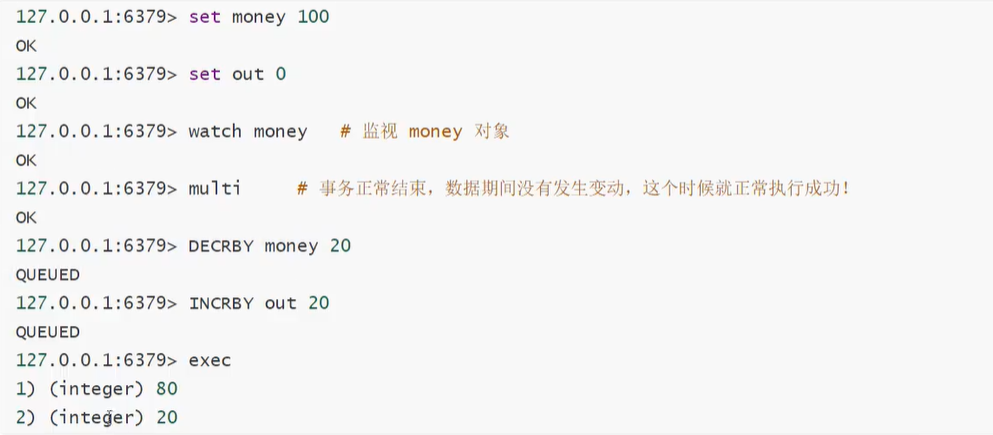 127.0.0.1:6379> set money 100
OK
127.0.0.1:6379> set out 0
OK
127.0.0.1:6379> watch money   # 监视 money 对象
OK
127.0.0.1:6379> multi     # 事务正常结束，数据期间没有发生变动，这个时候就正常执行成功！
OK
127.0.0.1:6379> DECRBY money 20
QUEUED
127.0.0.1:6379> INCRBY out 20
QUEUED
127.0.0.1:6379> exec
1) (integer) 80
2) (integer) 20